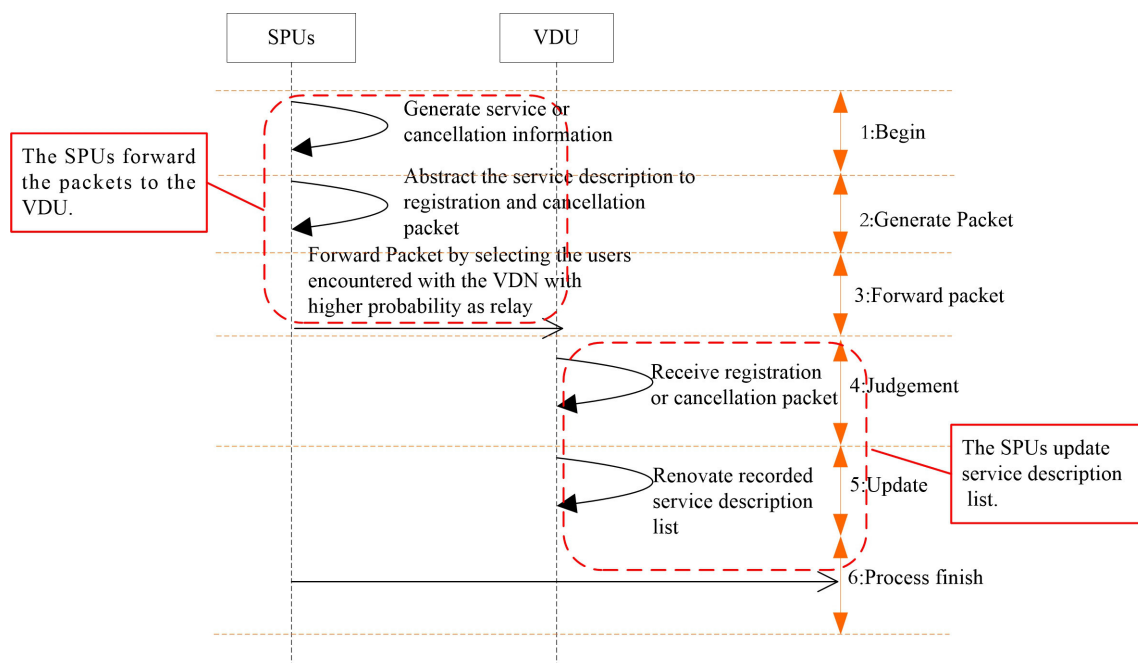 SPUs
VDU
Generate service or
cancellation information
1:Begin
The SPUs forward
the packets to the
VDU.
Abstract the service description to
registration and cancellation
packet
2:Generate Packet
Forward Packet by selecting the users
encountered with the VDN with
higher probability as relay
3:Forward packet
Receive registration
or cancellation packet
4:Judgement
The SPUs update
service description
list.
Renovate recorded
service description
list
5:Update
6:Process finish